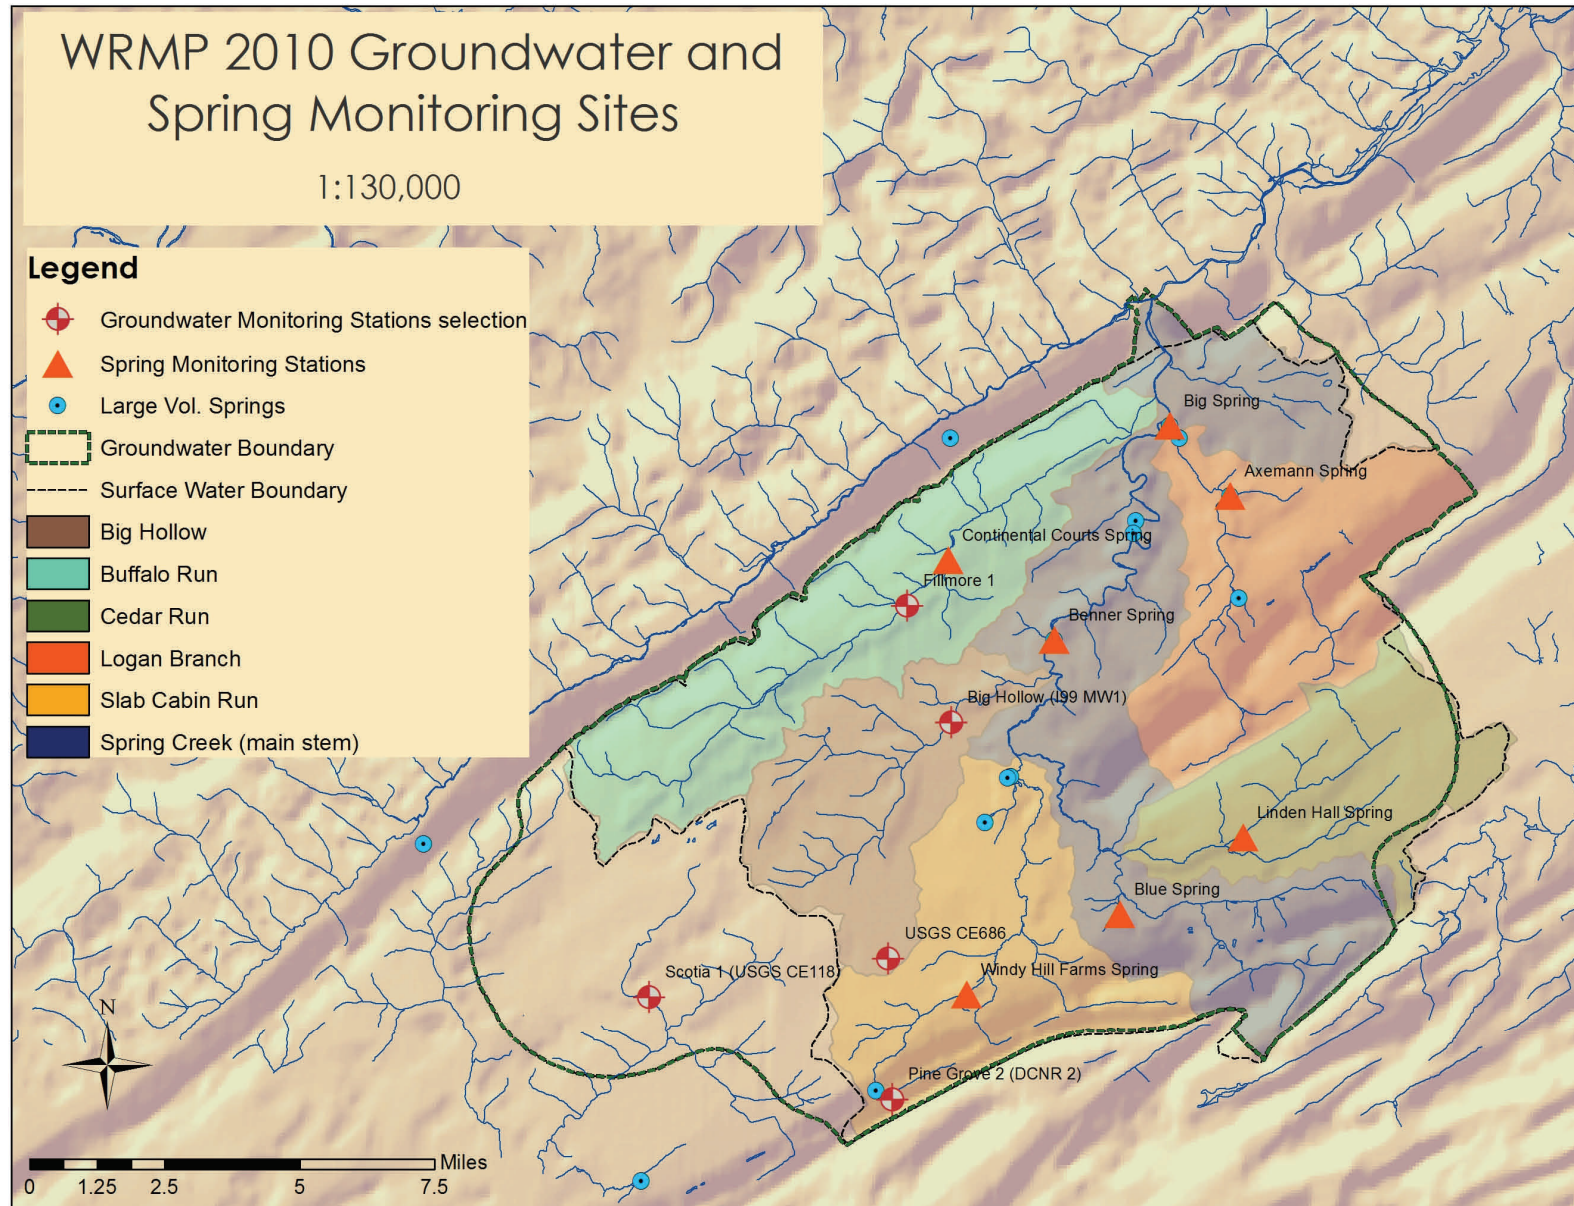 WRMP 2010 Groundwater and
Spring Monitoring Sites
1:130,000
Legend
Groundwater Monitoring Stations selection
Spring Monitoring Stations
Large Vol. Springs
Groundwater Boundary
Surface Water Boundary
Big Hollow
Buffalo Run
Cedar Run
Logan Branch
Slab Cabin Run
Spring Creek (main stem)
Big Spring
Axemann Spring
Continental Courts Spring
Fillmore 1
Benner Spring
Big Hollow (I99 MW1)
Linden Hall Spring
Blue Spring
USGS CE686
Windy Hill Farms Spring
Scotia 1 (USGS CE118)
Pine Grove 2 (DCNR 2)
N
Miles
0 1.25 2.5 5 7.5